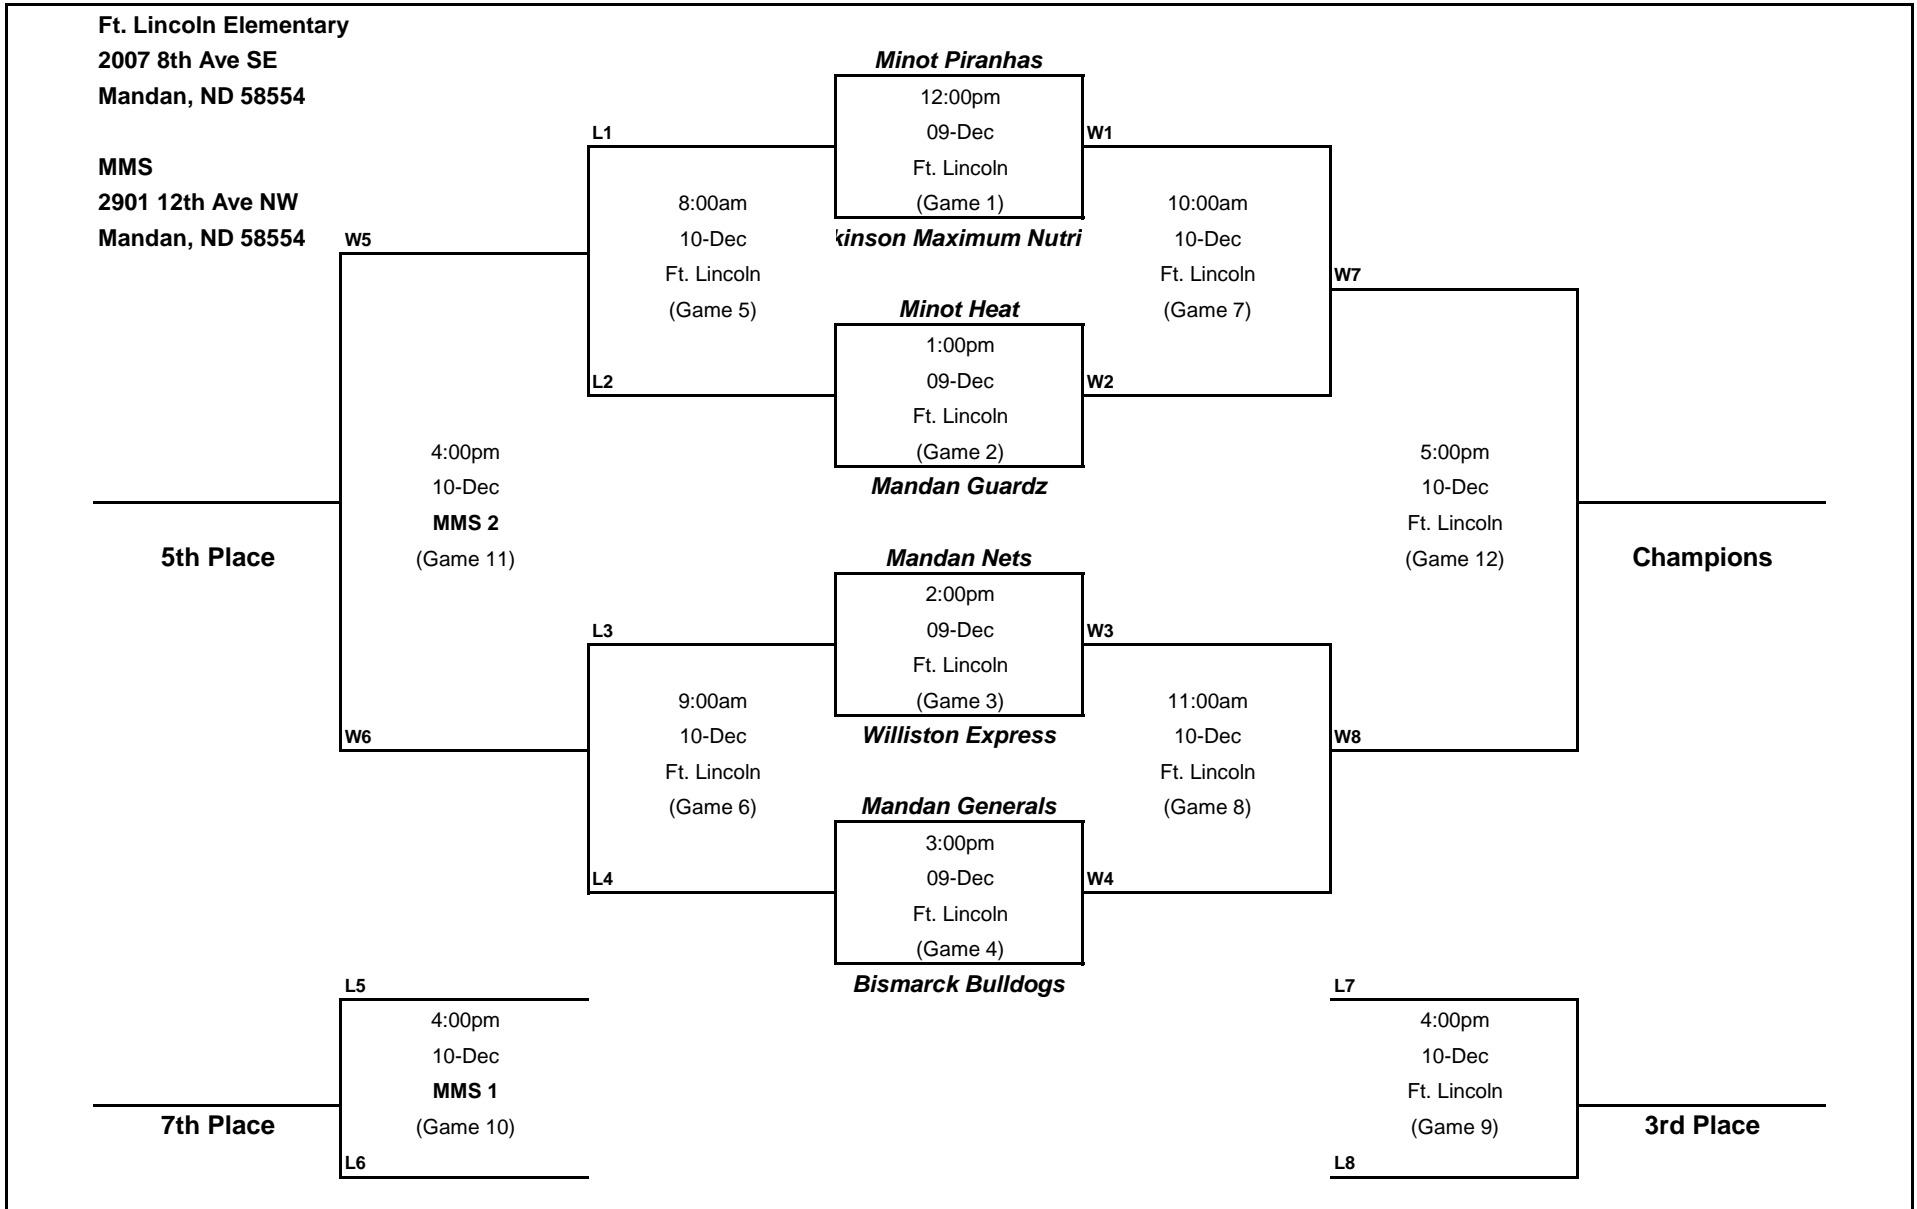 Ft. Lincoln Elementary
2007 8th Ave SE
Mandan, ND 58554
MMS
2901 12th Ave NW
Mandan, ND 58554
Minot Piranhas
12:00pm
09-Dec
Ft. Lincoln
(Game 1)
kinson Maximum Nutri
L1
W1
8:00am
10-Dec
Ft. Lincoln
(Game 5)
10:00am
10-Dec
Ft. Lincoln
(Game 7)
W5
W7
Minot Heat
1:00pm
09-Dec
Ft. Lincoln
(Game 2)
Mandan Guardz
L2
W2
4:00pm
10-Dec
MMS 2
(Game 11)
5th Place
5:00pm
10-Dec
Ft. Lincoln
(Game 12)
Champions
Mandan Nets
2:00pm
09-Dec
Ft. Lincoln
(Game 3)
Williston Express
L3
W3
9:00am
10-Dec
Ft. Lincoln
(Game 6)
11:00am
10-Dec
Ft. Lincoln
(Game 8)
W6
W8
Mandan Generals
3:00pm
09-Dec
Ft. Lincoln
(Game 4)
Bismarck Bulldogs
L4
W4
L5
4:00pm
10-Dec
MMS 1
(Game 10)
7th Place
L6
L7
4:00pm
10-Dec
Ft. Lincoln
(Game 9)
3rd Place
L8